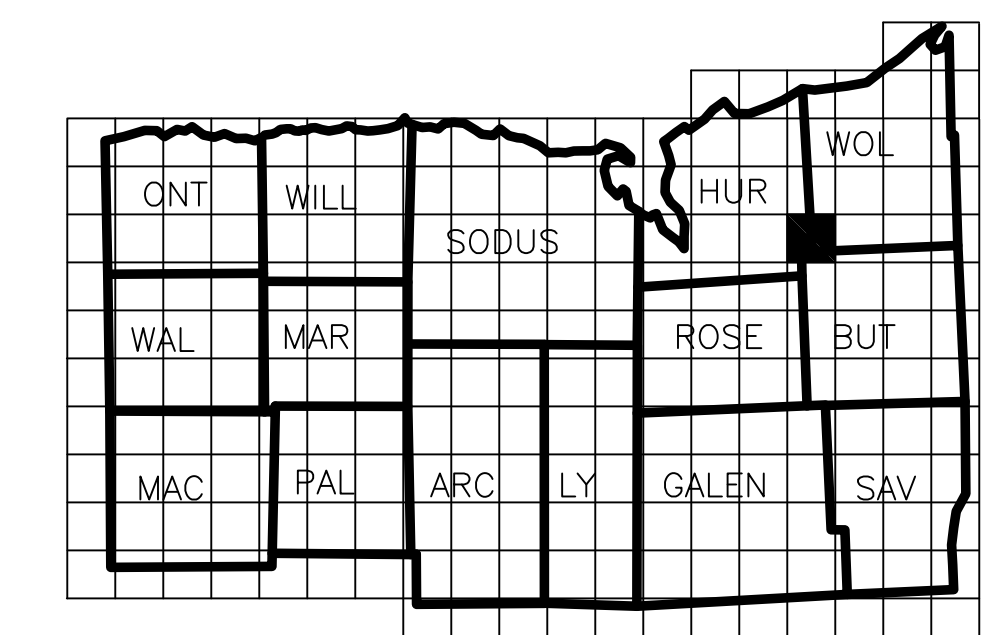 WOL
ONT WILL HUR
SODUS
WAL MAR ROSE BUT
MAC PAL ARC LY GALEN SAV